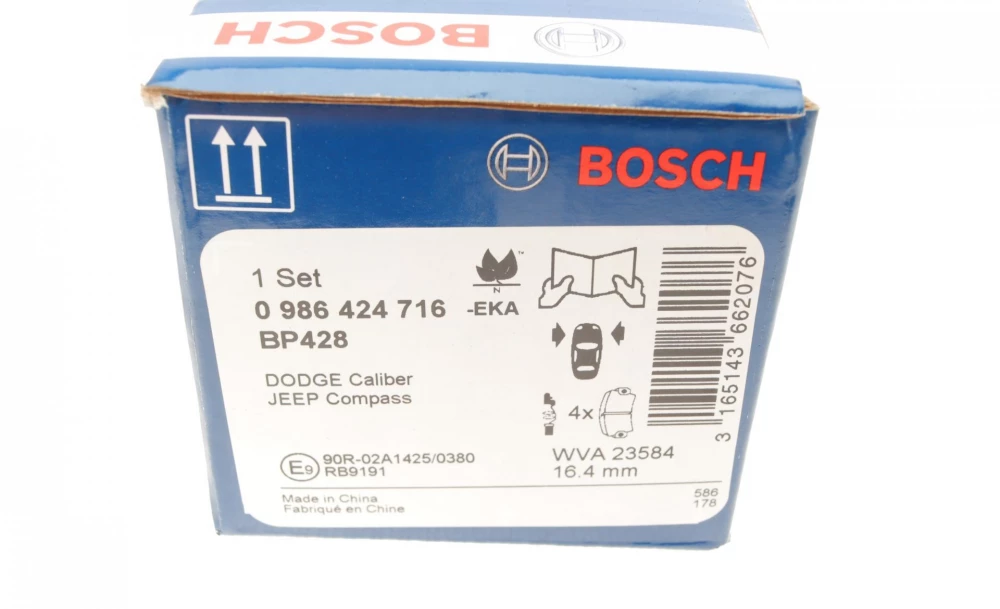 BOSCH
BOSCH
1 Set
0 986 424 716 -EKA
BP428
DODGE Caliber
JEEP Compass
N
™
4x
3 165143 662076
E9 90R-02A1425/0380
RB9191
WVA 23584
16.4 mm
Made in China
Fabriqué en Chine
586
178